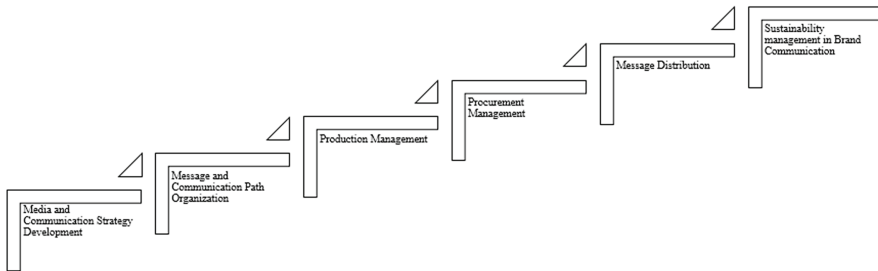 Media and
Communication Strategy
Development
Message and
Communication Path
Organization
Production Management
Procurement
Management
Message Distribution
Sustainability
management in Brand
Communication